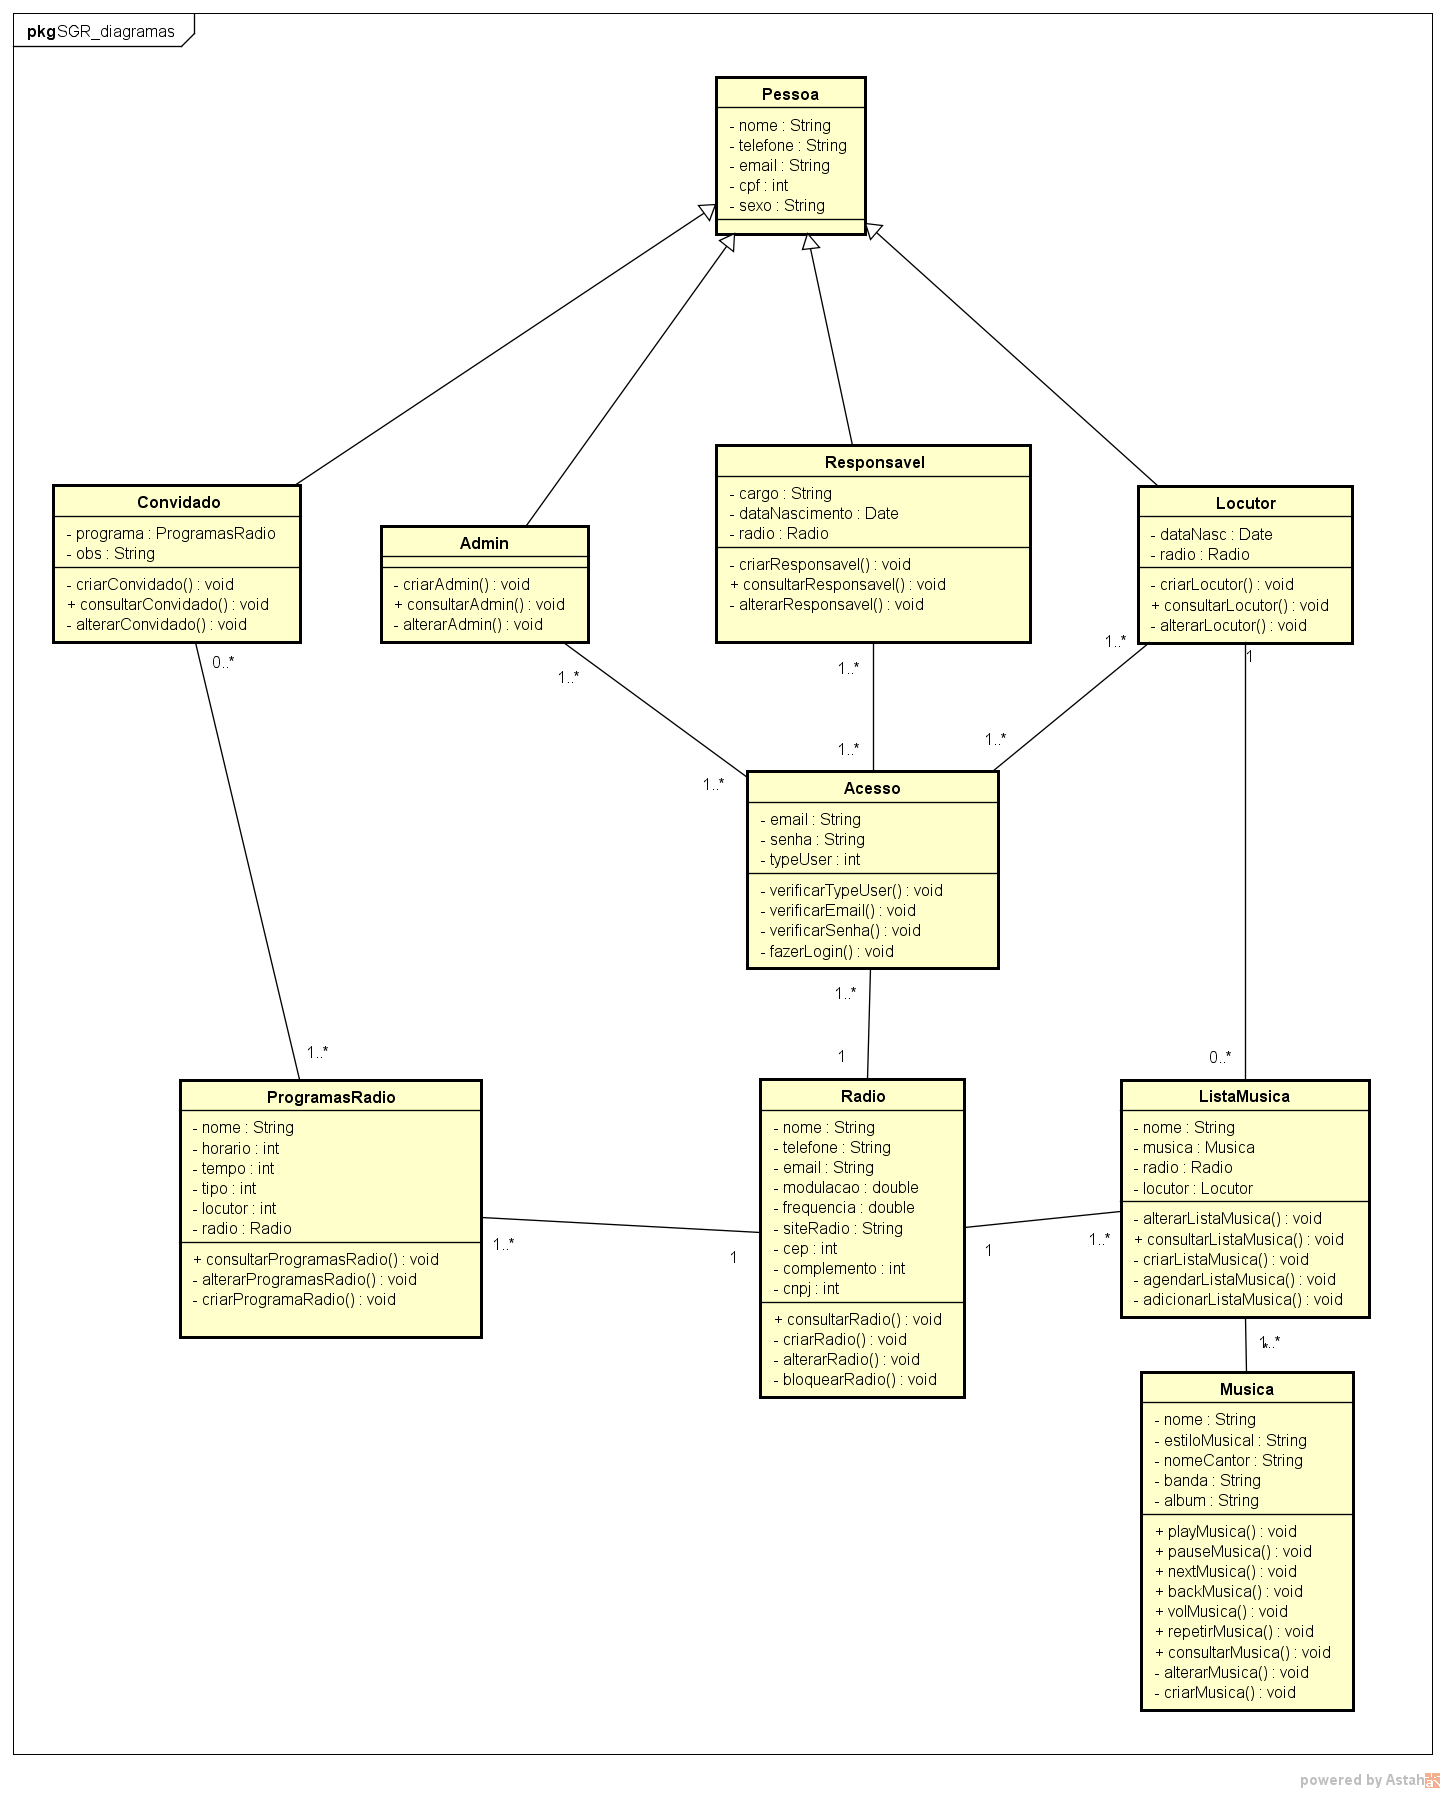 pkg SGR_diagramas
Pessoa
- nome : String
- telefone : String
- email : String
- cpf : int
- sexo : String
Convidado
- programa : ProgramasRadio
- obs : String
- criarConvidado() : void
+ consultarConvidado() : void
- alterarConvidado() : void
Admin
- criarAdmin() : void
+ consultarAdmin() : void
- alterarAdmin() : void
Responsavel
- cargo : String
- dataNascimento : Date
- radio : Radio
- criarResponsavel() : void
+ consultarResponsavel() : void
- alterarResponsavel() : void
Locutor
- dataNasc : Date
- radio : Radio
- criarLocutor() : void
+ consultarLocutor() : void
- alterarLocutor() : void
0..*
1..*
1..*
1..*
1
1..*
1..*
1..*
Acesso
- email : String
- senha : String
- typeUser : int
- verificarTypeUser() : void
- verificarEmail() : void
- verificarSenha() : void
- fazerLogin() : void
1..*
1..*
1
0..*
ProgramasRadio
- nome : String
- horario : int
- tempo : int
- tipo : int
- locutor : int
- radio : Radio
+ consultarProgramasRadio() : void
- alterarProgramasRadio() : void
- criarProgramaRadio() : void
1..*
1
Radio
- nome : String
- telefone : String
- email : String
- modulacao : double
- frequencia : double
- siteRadio : String
- cep : int
- complemento : int
- cnpj : int
+ consultarRadio() : void
- criarRadio() : void
- alterarRadio() : void
- bloquearRadio() : void
1
1..*
ListaMusica
- nome : String
- musica : Musica
- radio : Radio
- locutor : Locutor
- alterarListaMusica() : void
+ consultarListaMusica() : void
- criarListaMusica() : void
- agendarListaMusica() : void
- adicionarListaMusica() : void
Musica
- nome : String
- estiloMusical : String
- nomeCantor : String
- banda : String
- album : String
+ playMusica() : void
+ pauseMusica() : void
+ nextMusica() : void
+ backMusica() : void
+ volMusica() : void
+ repetirMusica() : void
+ consultarMusica() : void
- alterarMusica() : void
- criarMusica() : void
powered by Astah